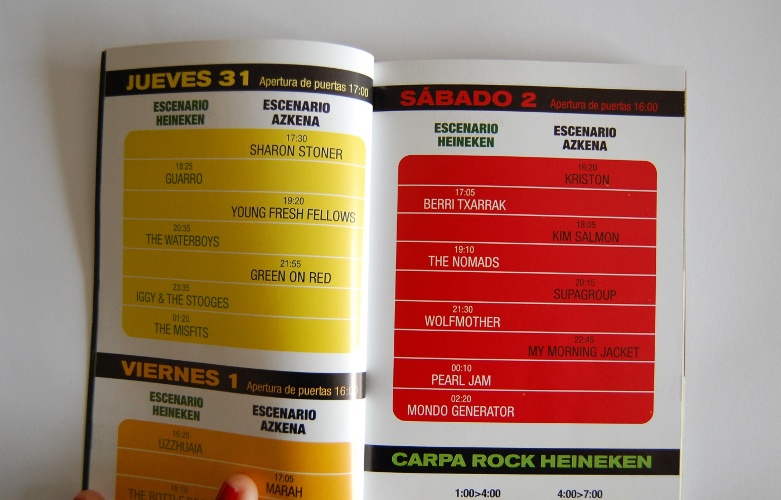 JUEVES 31 Apertura de puertas 17:00
ESCENARIO HEINEKEN
ESCENARIO AZKENA
17:30
SHARON STONER
18:25
GUARRO
19:20
YOUNG FRESH FELLOWS
20:35
THE WATERBOYS
21:55
GREEN ON RED
23:35
IGGY & THE STOOGES
01:20
THE MISFITS
VIERNES 1 Apertura de puertas 16:00
ESCENARIO HEINEKEN
ESCENARIO AZKENA
16:20
UZZHUAIA
17:05
MARAH
THE
SÁBADO 2 Apertura de puertas 16:00
ESCENARIO HEINEKEN
ESCENARIO AZKENA
16:20
KRISTON
17:05
BERRI TXARRAK
18:05
KIM SALMON
19:10
THE NOMADS
20:15
SUPAGROUP
21:30
WOLFMOTHER
22:45
MY MORNING JACKET
00:10
PEARL JAM
02:20
MONDO GENERATOR
CARPA ROCK HEINEKEN
1:00>4:00
4:00>7:00